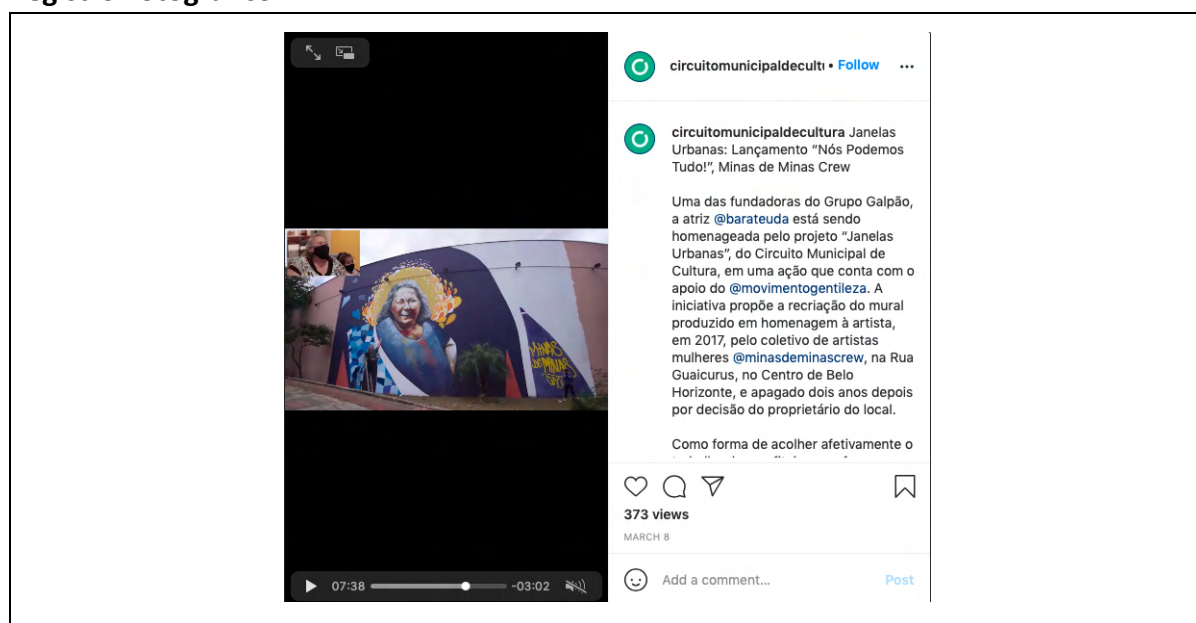 circuitomunicipaldecultu • Follow
circuitomunicipaldecultura Janelas
Urbanas: Lançamento “Nós Podemos
Tudo!”, Minas de Minas Crew
Uma das fundadoras do Grupo Galpão,
a atriz @barateuda está sendo
homenageada pelo projeto “Janelas
Urbanas”, do Circuito Municipal de
Cultura, em uma ação que conta com o
apoio do @movimentogentileza. A
iniciativa propõe a recriação do mural
produzido em homenagem à artista,
em 2017, pelo coletivo de artistas
mulheres @minasdeminascrew, na Rua
Guaicurus, no Centro de Belo
Horizonte, e apagado dois anos depois
por decisão do proprietário do local.
Como forma de acolher afetivamente o
MINAS
DE MINAS
CREW
373 views
MARCH 8
07:38 -03:02
Add a comment... Post